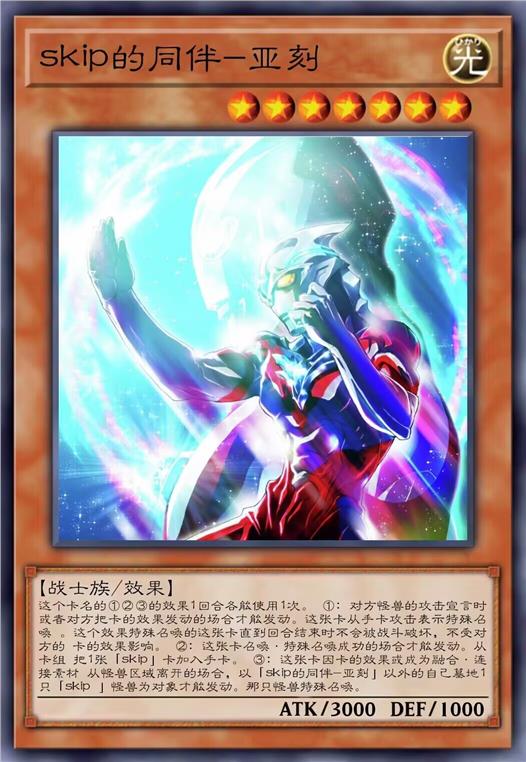 skip的同伴-亚刻
ひかり
光
【战士族/效果】
这个卡名的①②③的效果1回合各能使用1次。 ①: 对方怪兽的攻击宣言时
或者对方把卡的效果发动的场合才能发动。这张卡从手卡攻击表示特殊召
唤 。这个效果特殊召唤的这张卡直到回合结束时不会被战斗破坏，不受对
方的 卡的效果影响。 ②: 这张卡召唤·特殊召唤成功的场合才能发动。从
卡组 把1张「skip」卡加入手卡。 ③: 这张卡因卡的效果或成为融合·连
接素材 从怪兽区域离开的场合，以「skip的同伴-亚刻」以外的自己墓地1
只「skip 」怪兽为对象才能发动。那只怪兽特殊召唤。
ATK/3000 DEF/1000